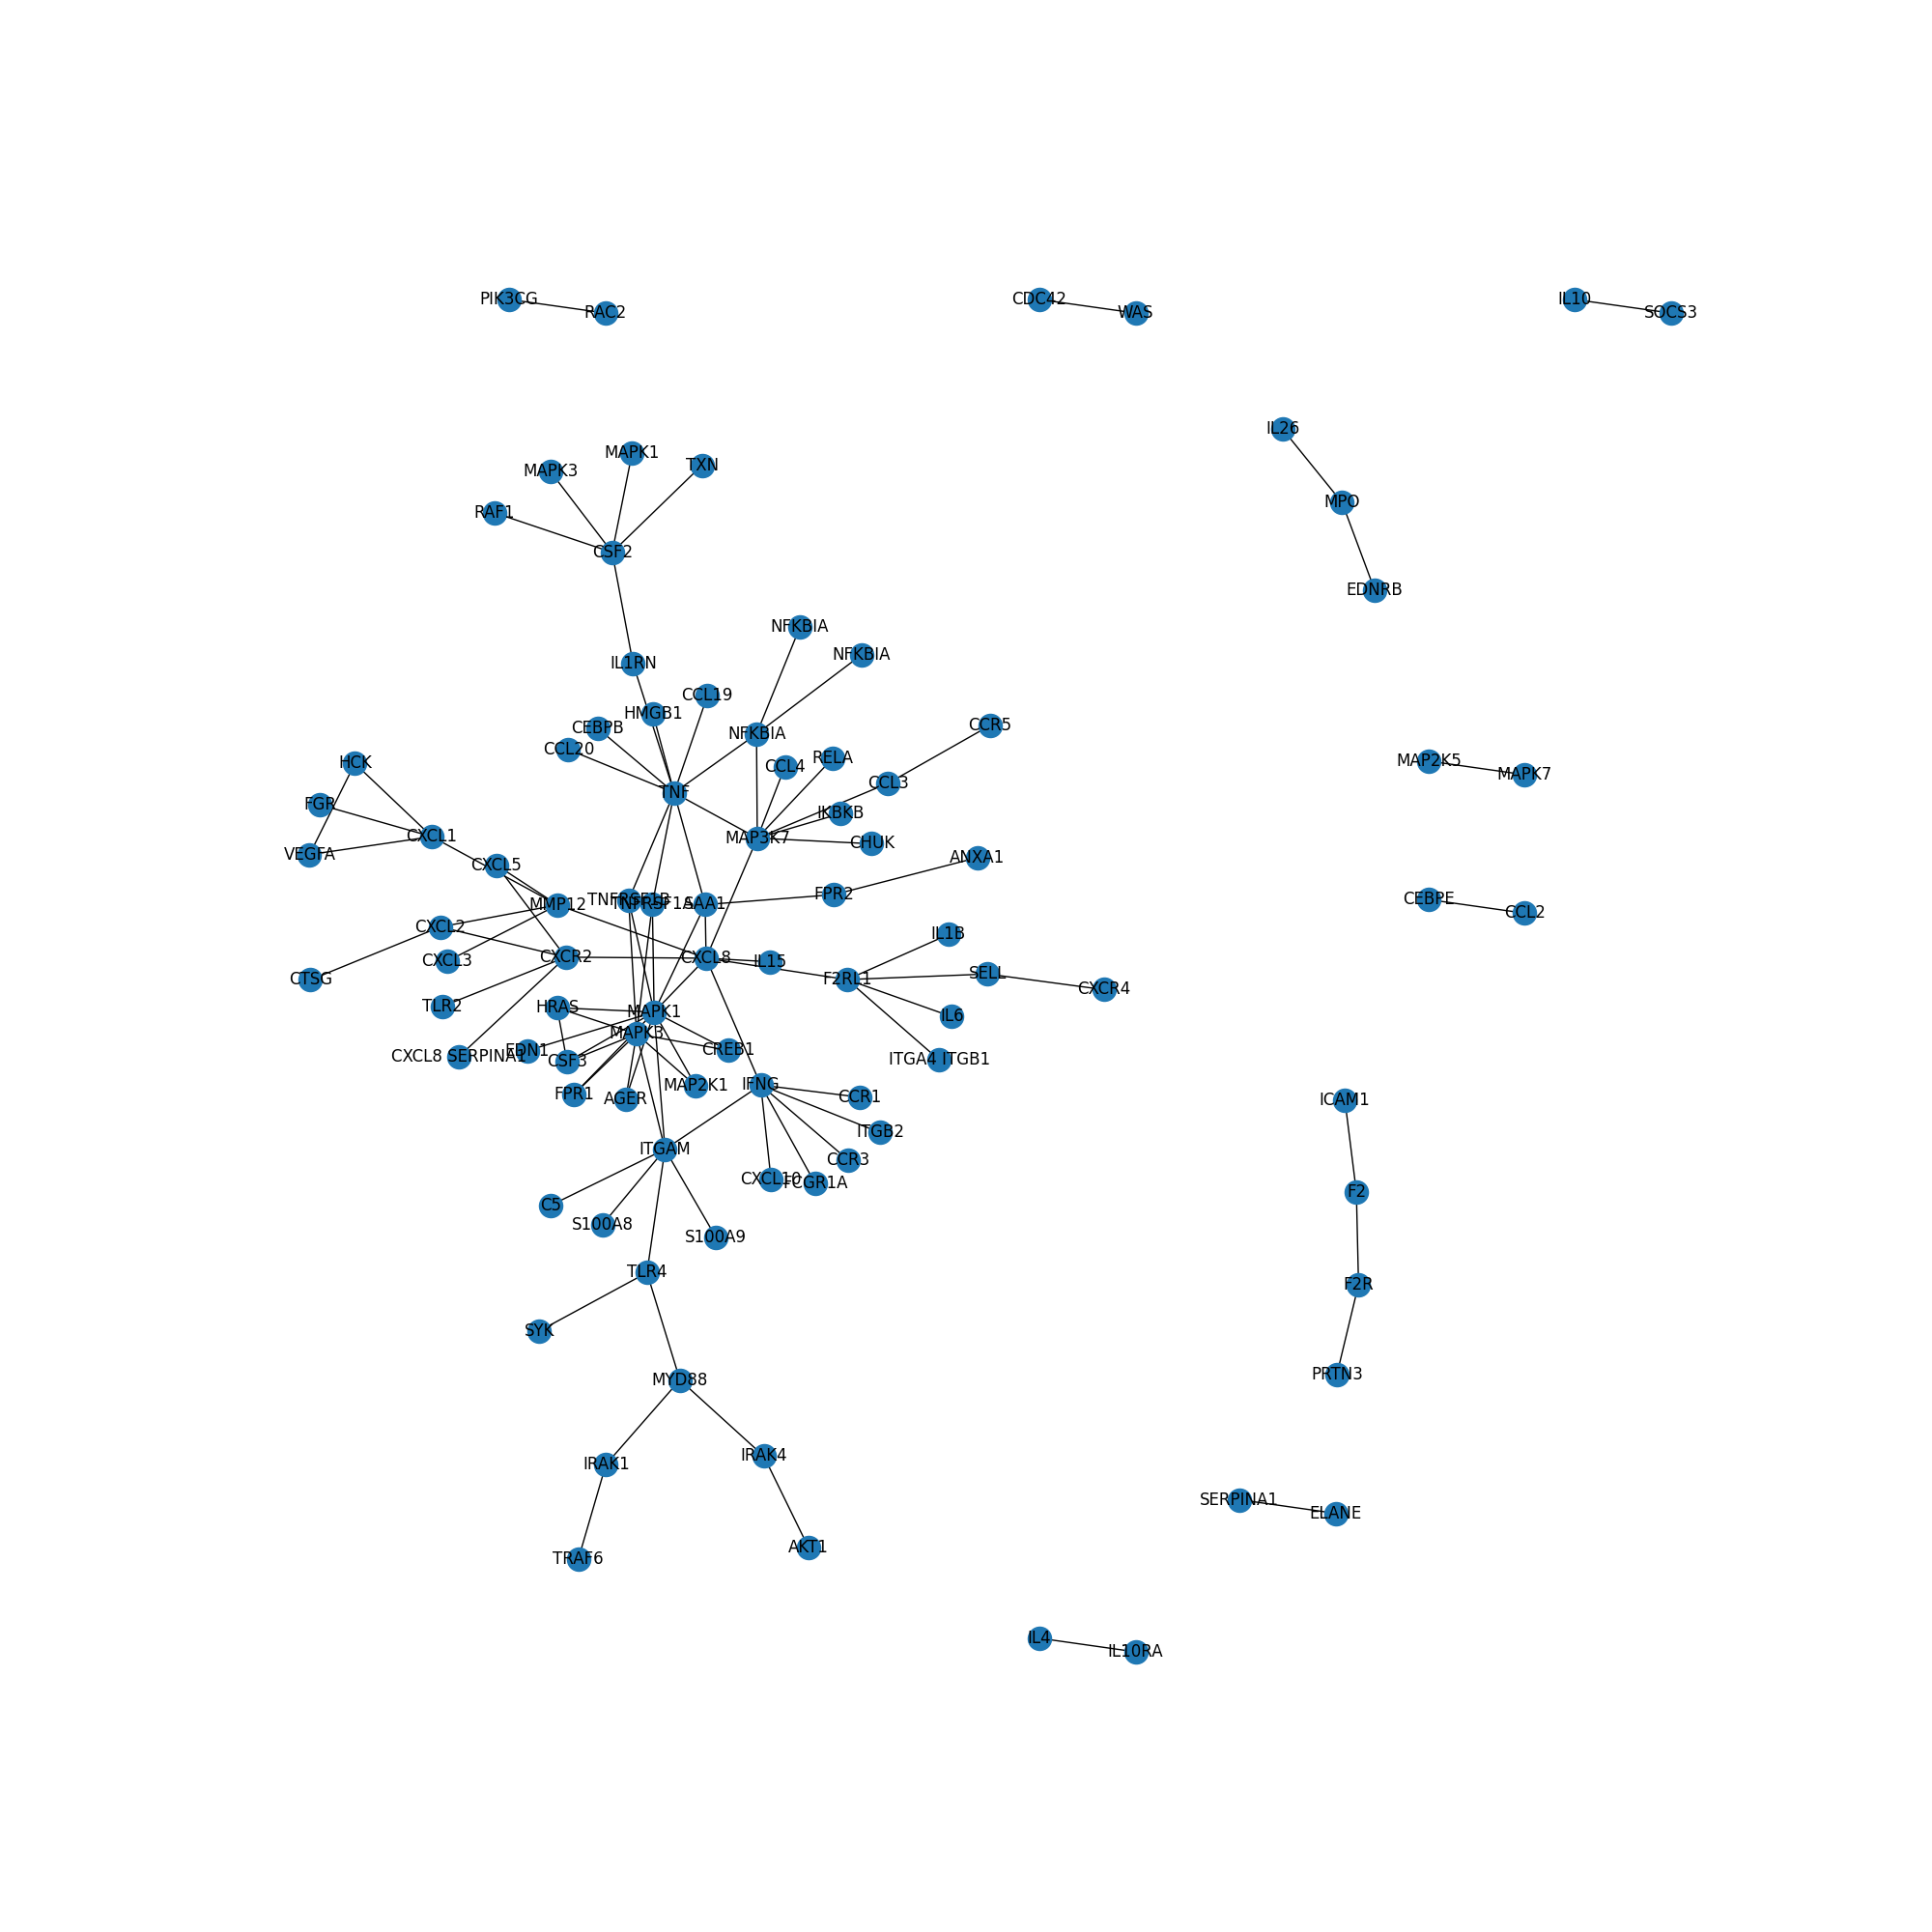 PIK3CG
RAC2
CDC42
WAS
IL10
SOCS3
IL26
MPO
EDNRB
MAPK1
MAPK3
TXN
RAF1
CSF2
NFKBIA
NFKBIA
IL1RN
CCL19
HMGB1
CEBPB
NFKBIA
CCR5
CCL20
HCK
CCL4
RELA
CCL3
MAP2K5
MAPK7
TNF
FGR
IKBKB
CXCL1
MAP3K7
CHUK
VEGFA
CXCL5
ANXA1
FPR2
TNFRSF1B
TNFRSF1A
SAA1
MMP12
CEBPE
CCL2
CXCL2
IL1B
CXCL3
CXCR2
CXCL8
IL15
CTSG
F2RL1
SELL
CXCR4
TLR2
HRAS
MAPK1
IL6
MAPK3
CXCL8 SERPINA1
EDN1
CSF3
CREB1
ITGA4 ITGB1
FPR1
AGER
MAP2K1
IFNG
CCR1
ICAM1
ITGB2
ITGAM
CCR3
CXCL10
FCGR1A
F2
C5
S100A8
S100A9
TLR4
F2R
SYK
MYD88
PRTN3
IRAK1
IRAK4
SERPINA1
ELANE
TRAF6
AKT1
IL4
IL10RA